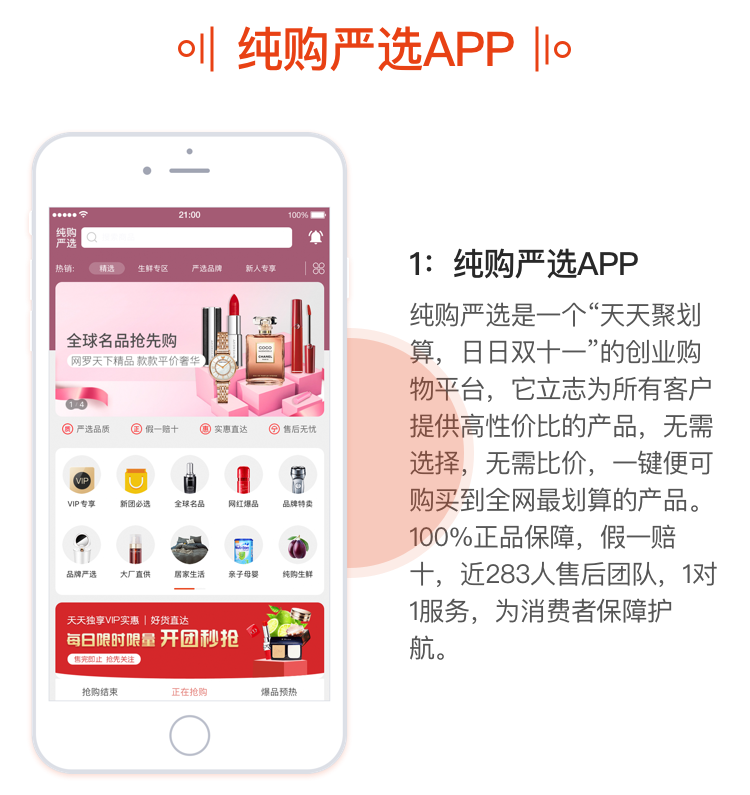 纯购严选APP
21:00
100%
纯购
严选
热销:
精选
生鲜专区
严选品牌
新人专享
全球名品抢先购
网罗天下精品 款款平价奢华
COCO
CHANEL
1
4
严选品质
正
假一赔十
惠
实惠直达
售后无忧
VIP
VIP专享
新团必选
全球名品
网红爆品
品牌特卖
品牌严选
大厂直供
居家生活
亲子母婴
纯购生鲜
天天独享VIP实惠 | 好货直达
每日限时限量 开团秒抢
售完即止 抢先关注
抢购结束
正在抢购
爆品预热
1：纯购严选APP
纯购严选是一个“天天聚划
算，日日双十一”的创业购
物平台，它立志为所有客户
提供高性价比的产品，无需
选择，无需比价，一键便可
购买到全网最划算的产品。
100%正品保障，假一赔
十，近283人售后团队，1对
1服务，为消费者保障护
航。